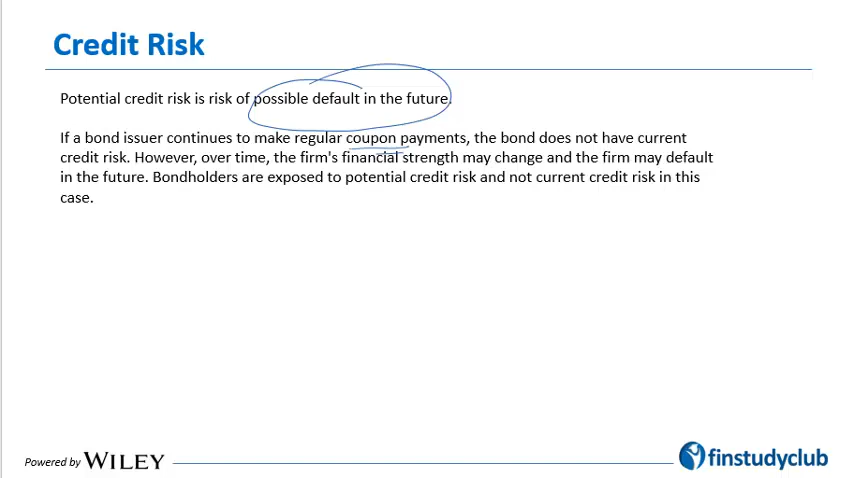 Credit Risk
Potential credit risk is risk of possible default in the future.
If a bond issuer continues to make regular coupon payments, the bond does not have current
credit risk. However, over time, the firm's financial strength may change and the firm may default
in the future. Bondholders are exposed to potential credit risk and not current credit risk in this
case.
Powered by WILEY
finstudyclub